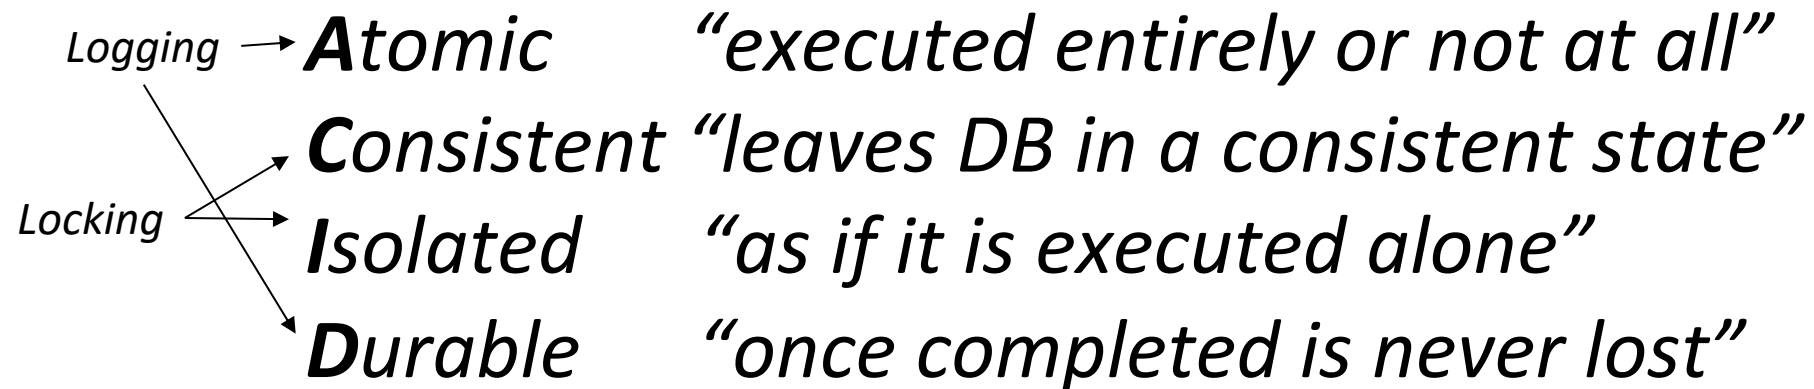 Logging Atomic “executed entirely or not at all”
Consistent “leaves DB in a consistent state”
Locking Isolated “as if it is executed alone”
Durable “once completed is never lost”